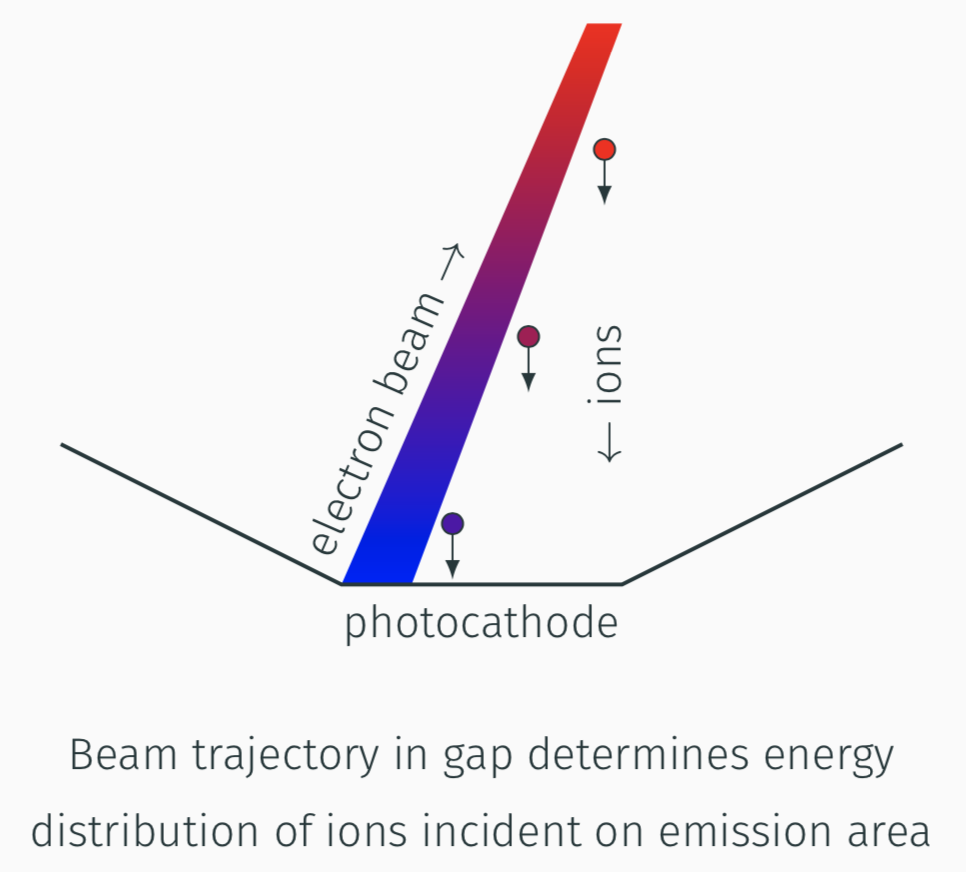 electron beam →
ions
←
photocathode
Beam trajectory in gap determines energy
distribution of ions incident on emission area